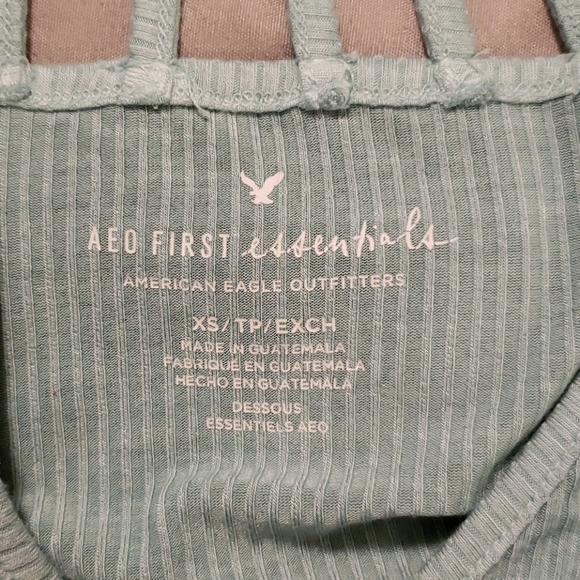 AEO FIRST essentials
AMERICAN EAGLE OUTFITTERS
XS/TP/EXCH
MADE IN GUATEMALA
FABRIQUÉ EN GUATEMALA
HECHO EN GUATEMALA
DESSOUS
ESSENTIELS AEO